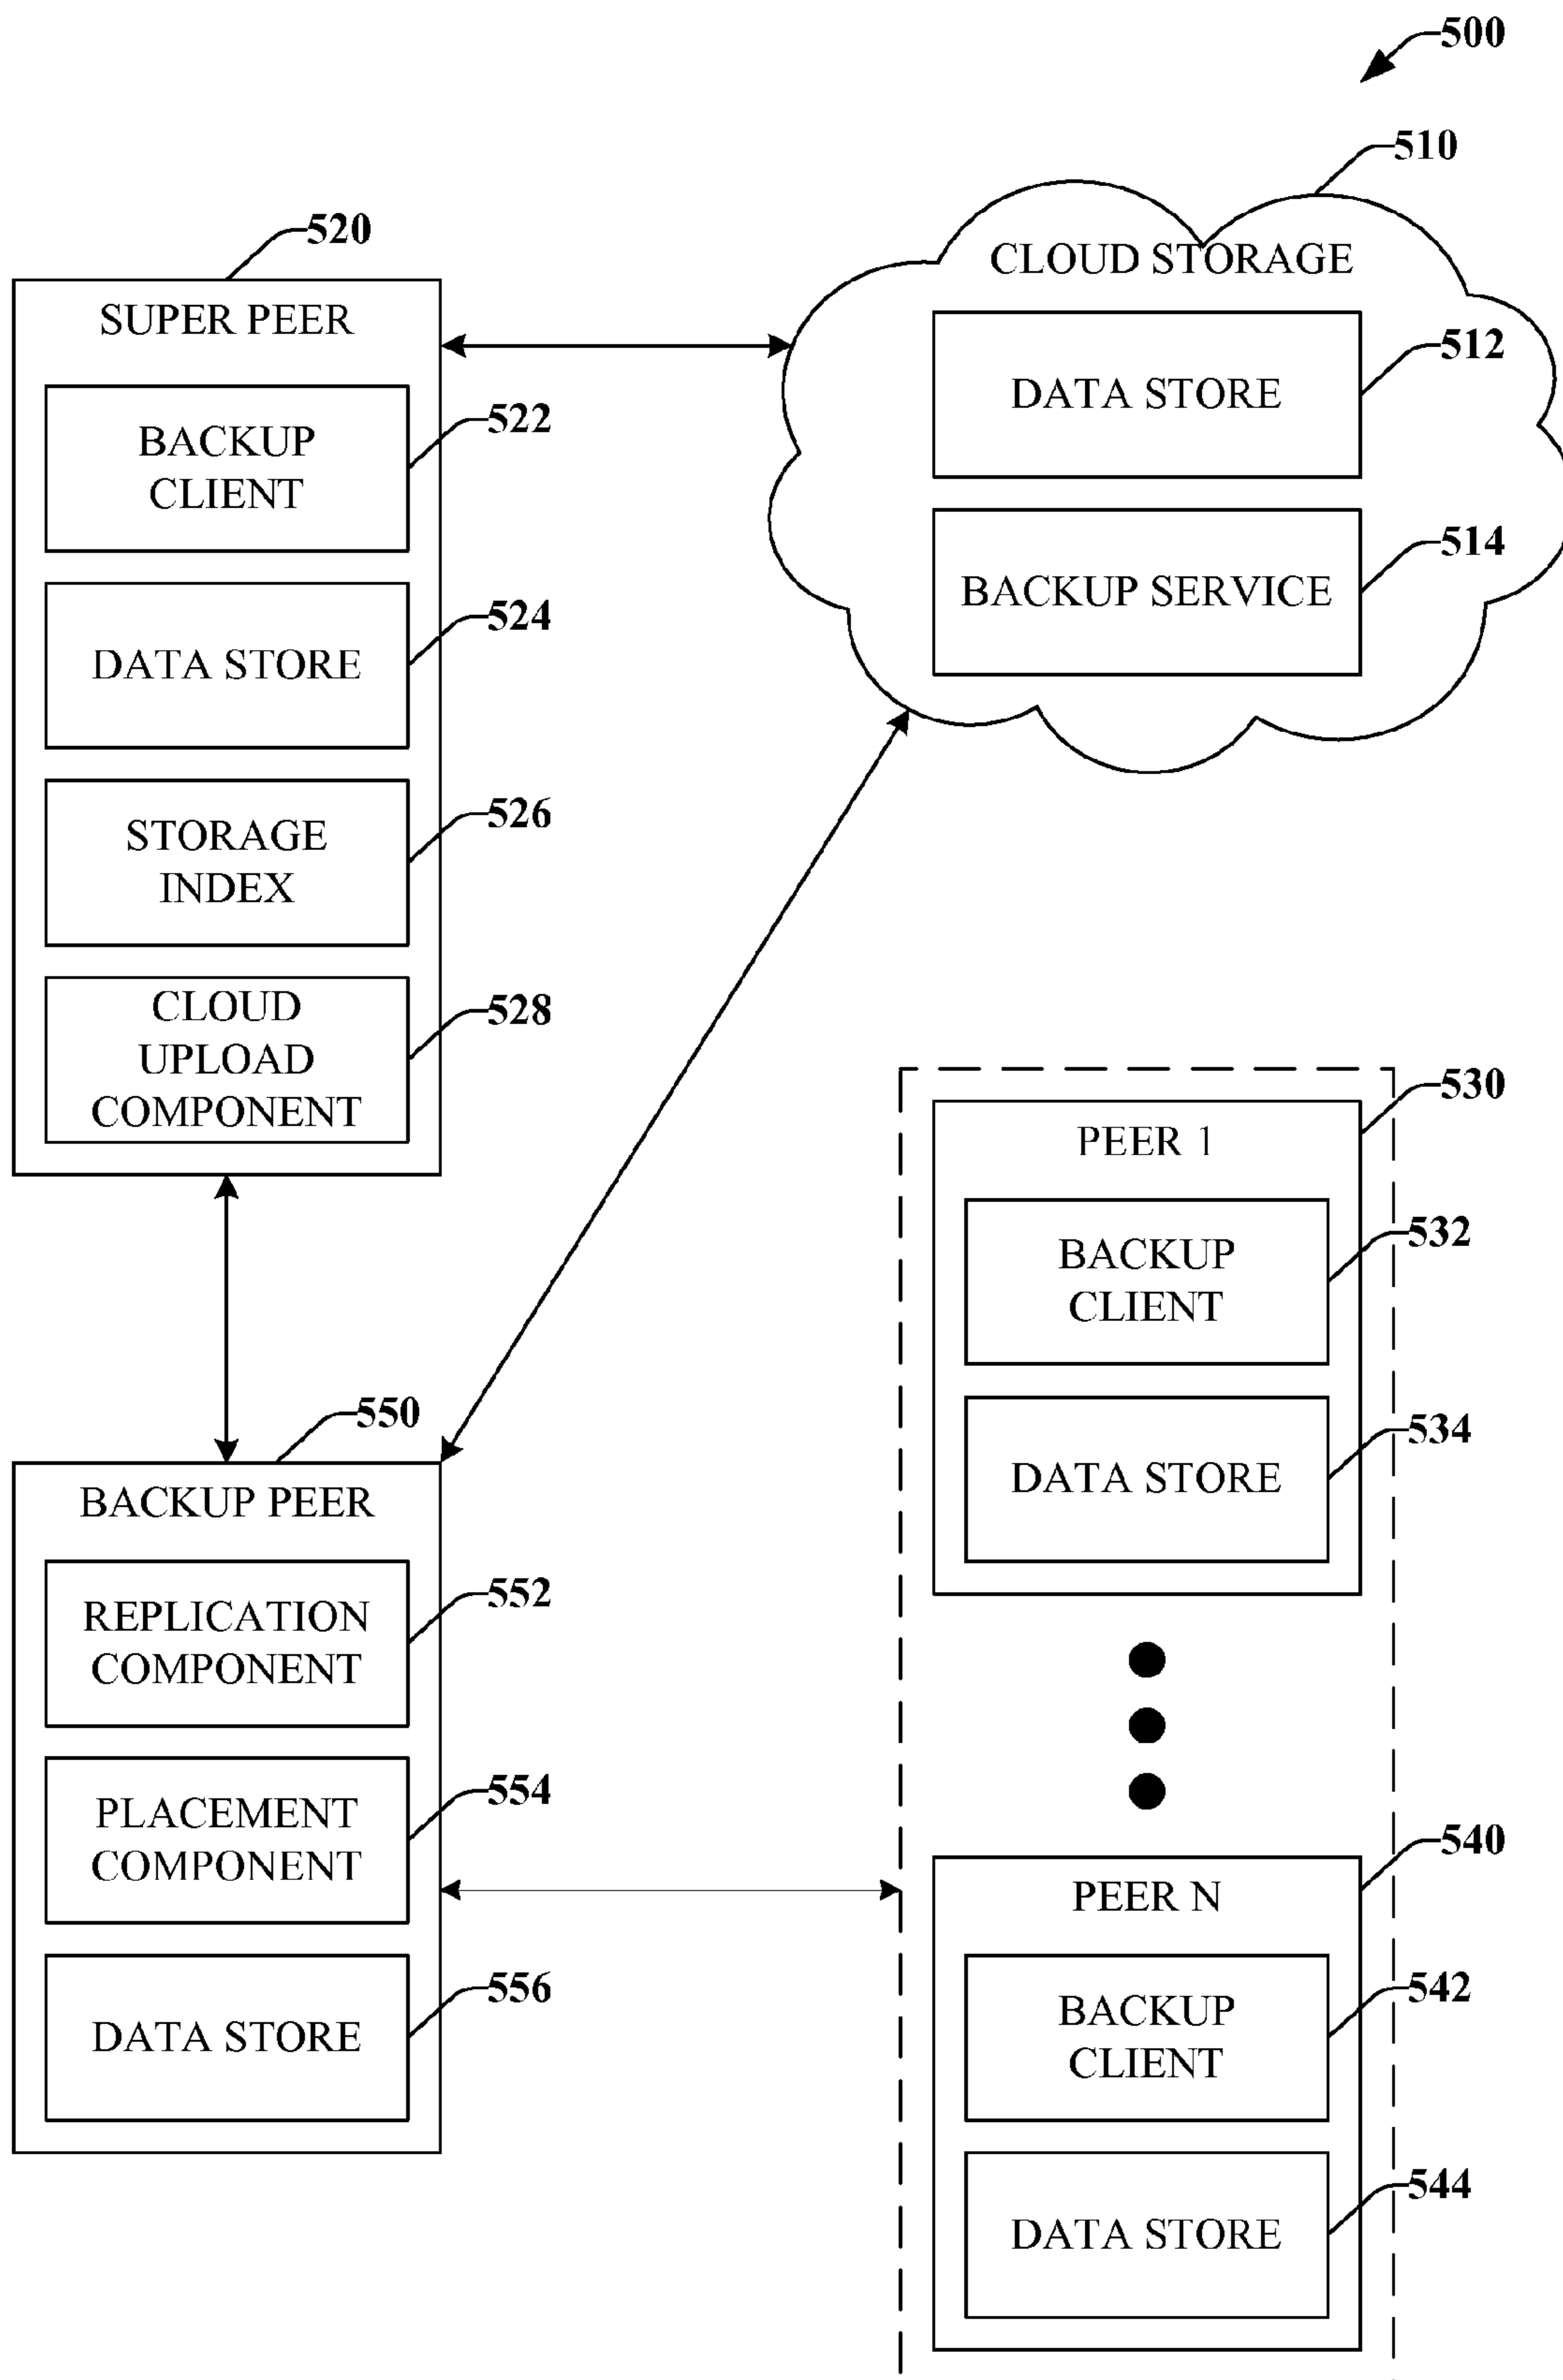 500
510
520
CLOUD STORAGE
SUPER PEER
512
DATA STORE
522
BACKUP
CLIENT
514
BACKUP SERVICE
524
DATA STORE
526
STORAGE
INDEX
528
CLOUD
UPLOAD
COMPONENT
530
PEER 1
532
BACKUP
CLIENT
534
DATA STORE
550
BACKUP PEER
552
REPLICATION
COMPONENT
554
PLACEMENT
COMPONENT
556
DATA STORE
540
PEER N
542
BACKUP
CLIENT
544
DATA STORE